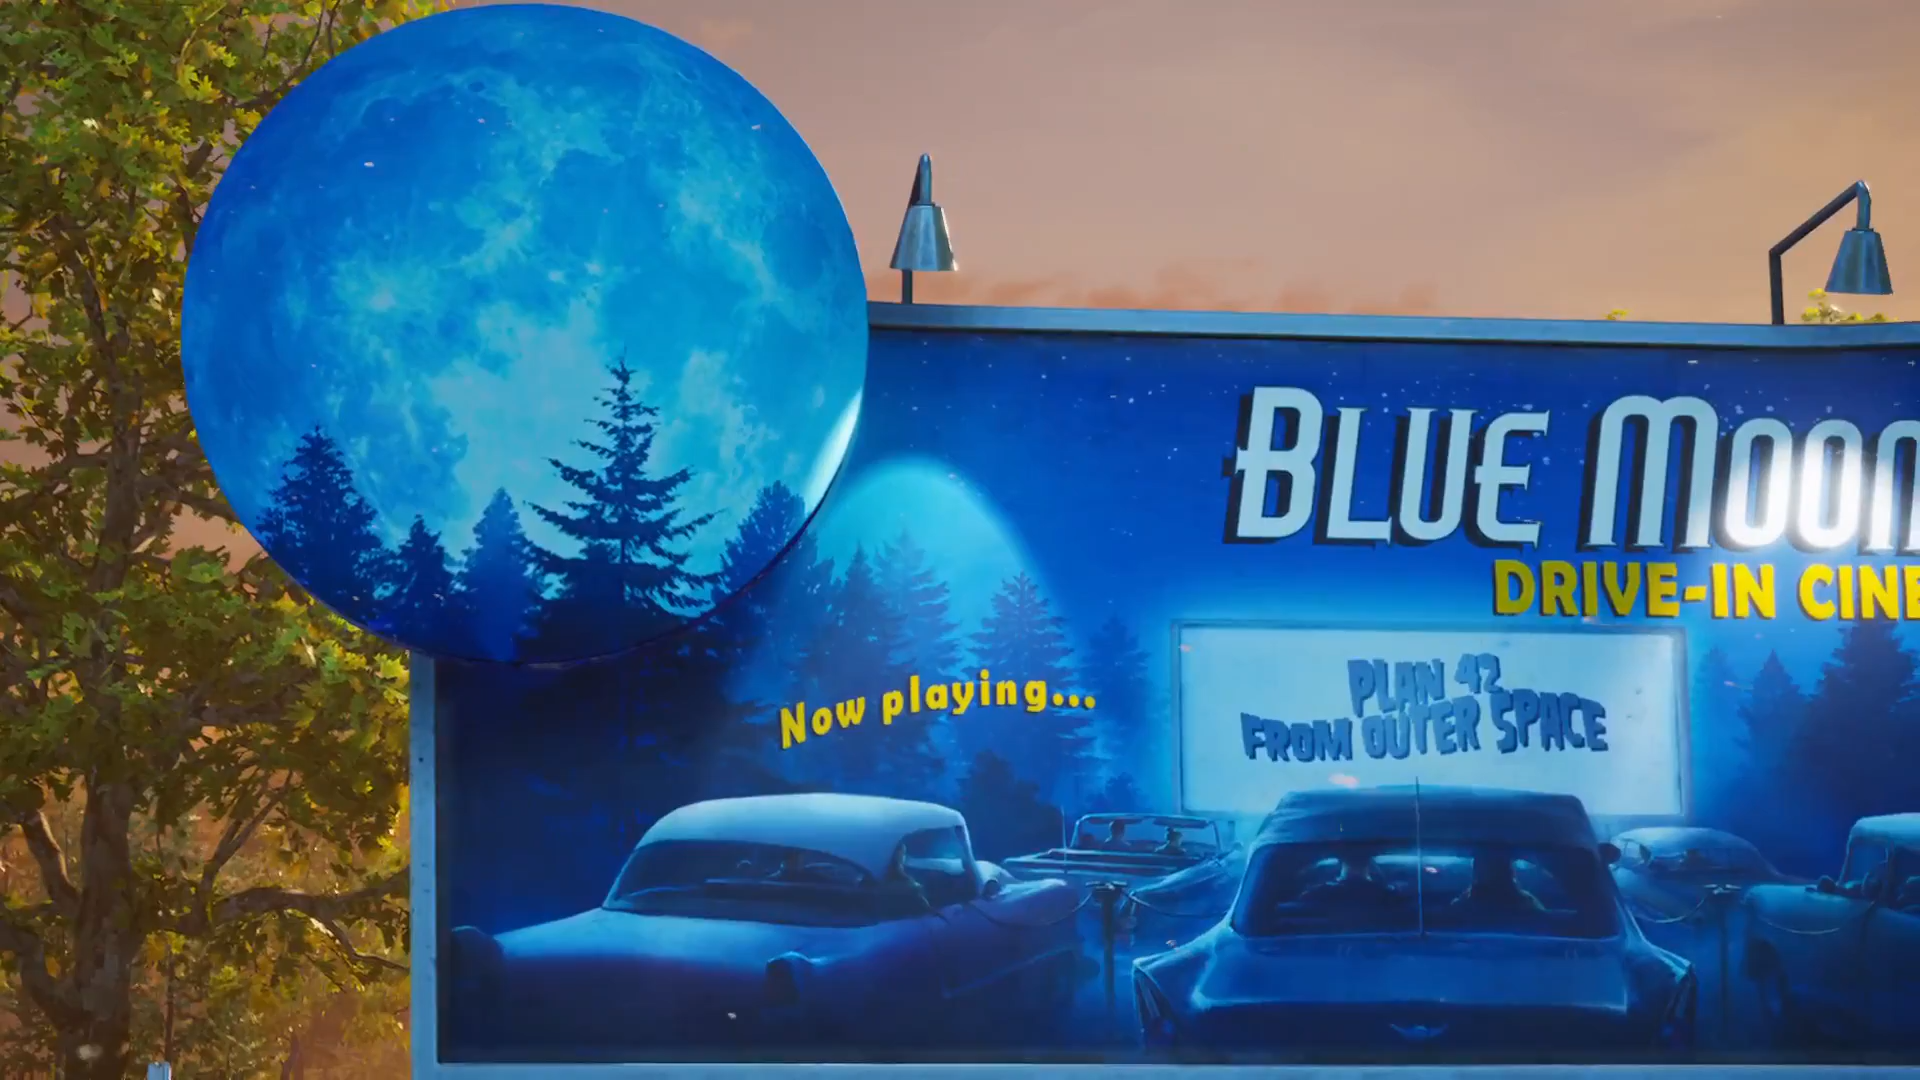 BLUE MOON
DRIVE-IN CINE
Now playing...
PLAN 42
FROM OUTER SPACE